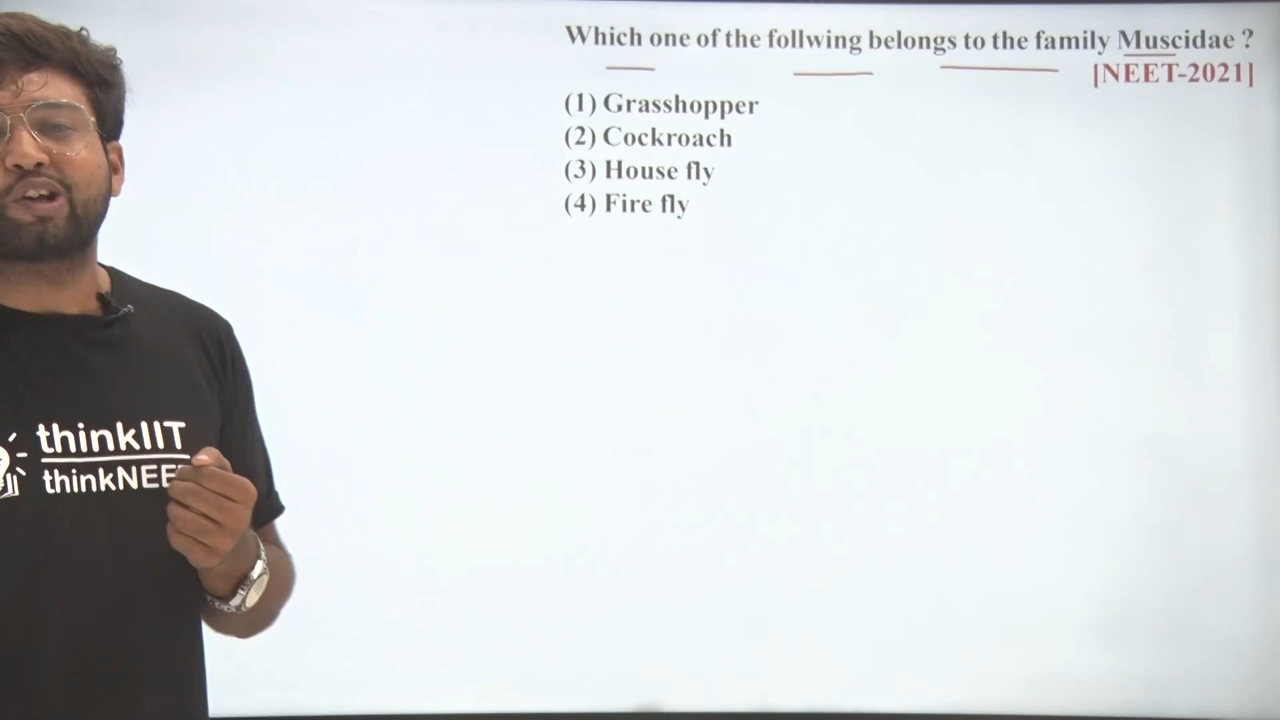 Which one of the follwing belongs to the family Muscidae ?
[NEET-2021]
(1) Grasshopper
(2) Cockroach
(3) House fly
(4) Fire fly
thinkIIT
thinkNEE